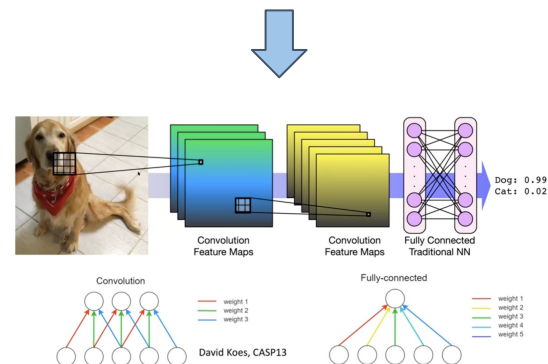 Dog: 0.99
Cat: 0.02
Convolution
Feature Maps
Convolution
Feature Maps
Fully Connected
Traditional NN
Convolution
weight 1
weight 2
weight 3
David Koes, CASP13
Fully-connected
weight 1
weight 2
weight 3
weight 4
weight 5